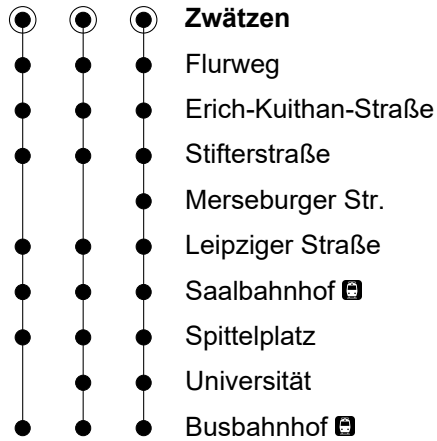 Zwätzen
Flurweg
Erich-Kuithan-Straße
Stifterstraße
Merseburger Str.
Leipziger Straße
Saalbahnhof
Spittelplatz
Universität
Busbahnhof